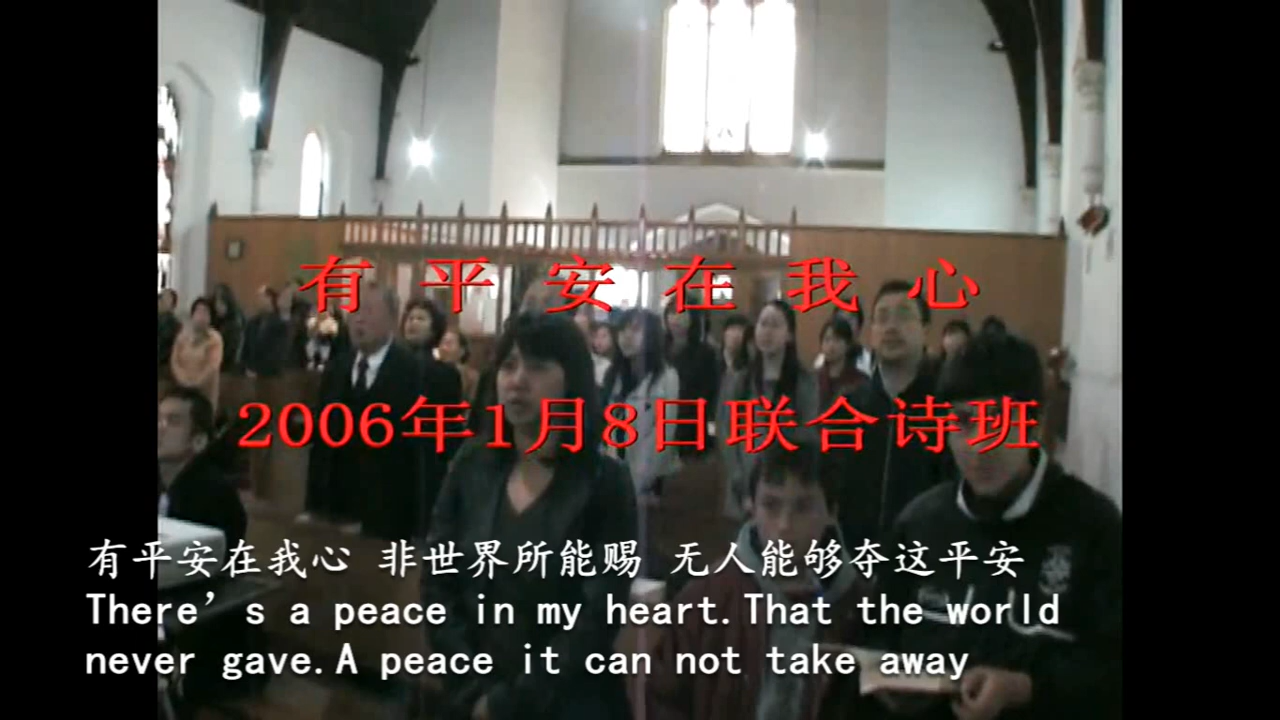 有平安在我心
2006年1月8日联合诗班
有平安在我心 非世界所能赐 无人能够夺这平安
There’s a peace in my heart.That the world
never gave.A peace it can not take away